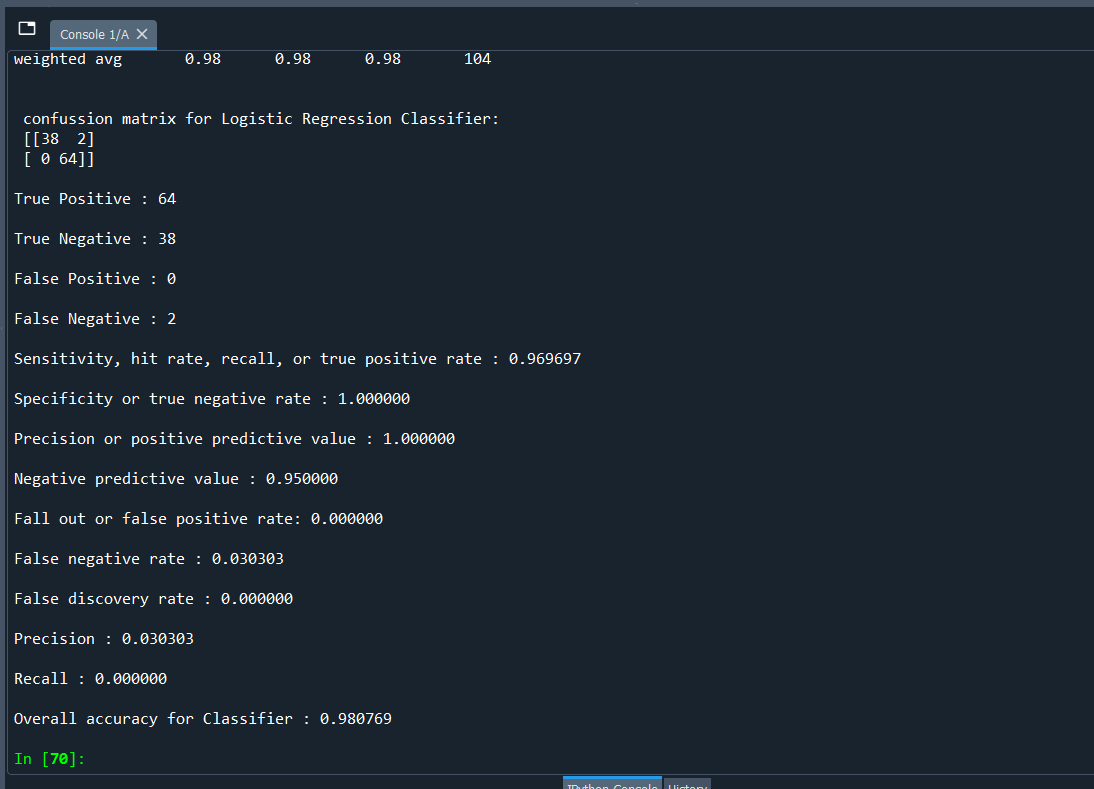 Console 1/A
weighted avg 0.98 0.98 0.98 104
confussion matrix for Logistic Regression Classifier:
[[38 2]
[ 0 64]]
True Positive : 64
True Negative : 38
False Positive : 0
False Negative : 2
Sensitivity, hit rate, recall, or true positive rate : 0.969697
Specificity or true negative rate : 1.000000
Precision or positive predictive value : 1.000000
Negative predictive value : 0.950000
Fall out or false positive rate: 0.000000
False negative rate : 0.030303
False discovery rate : 0.000000
Precision : 0.030303
Recall : 0.000000
Overall accuracy for Classifier : 0.980769
In [70]:
IPython Console History